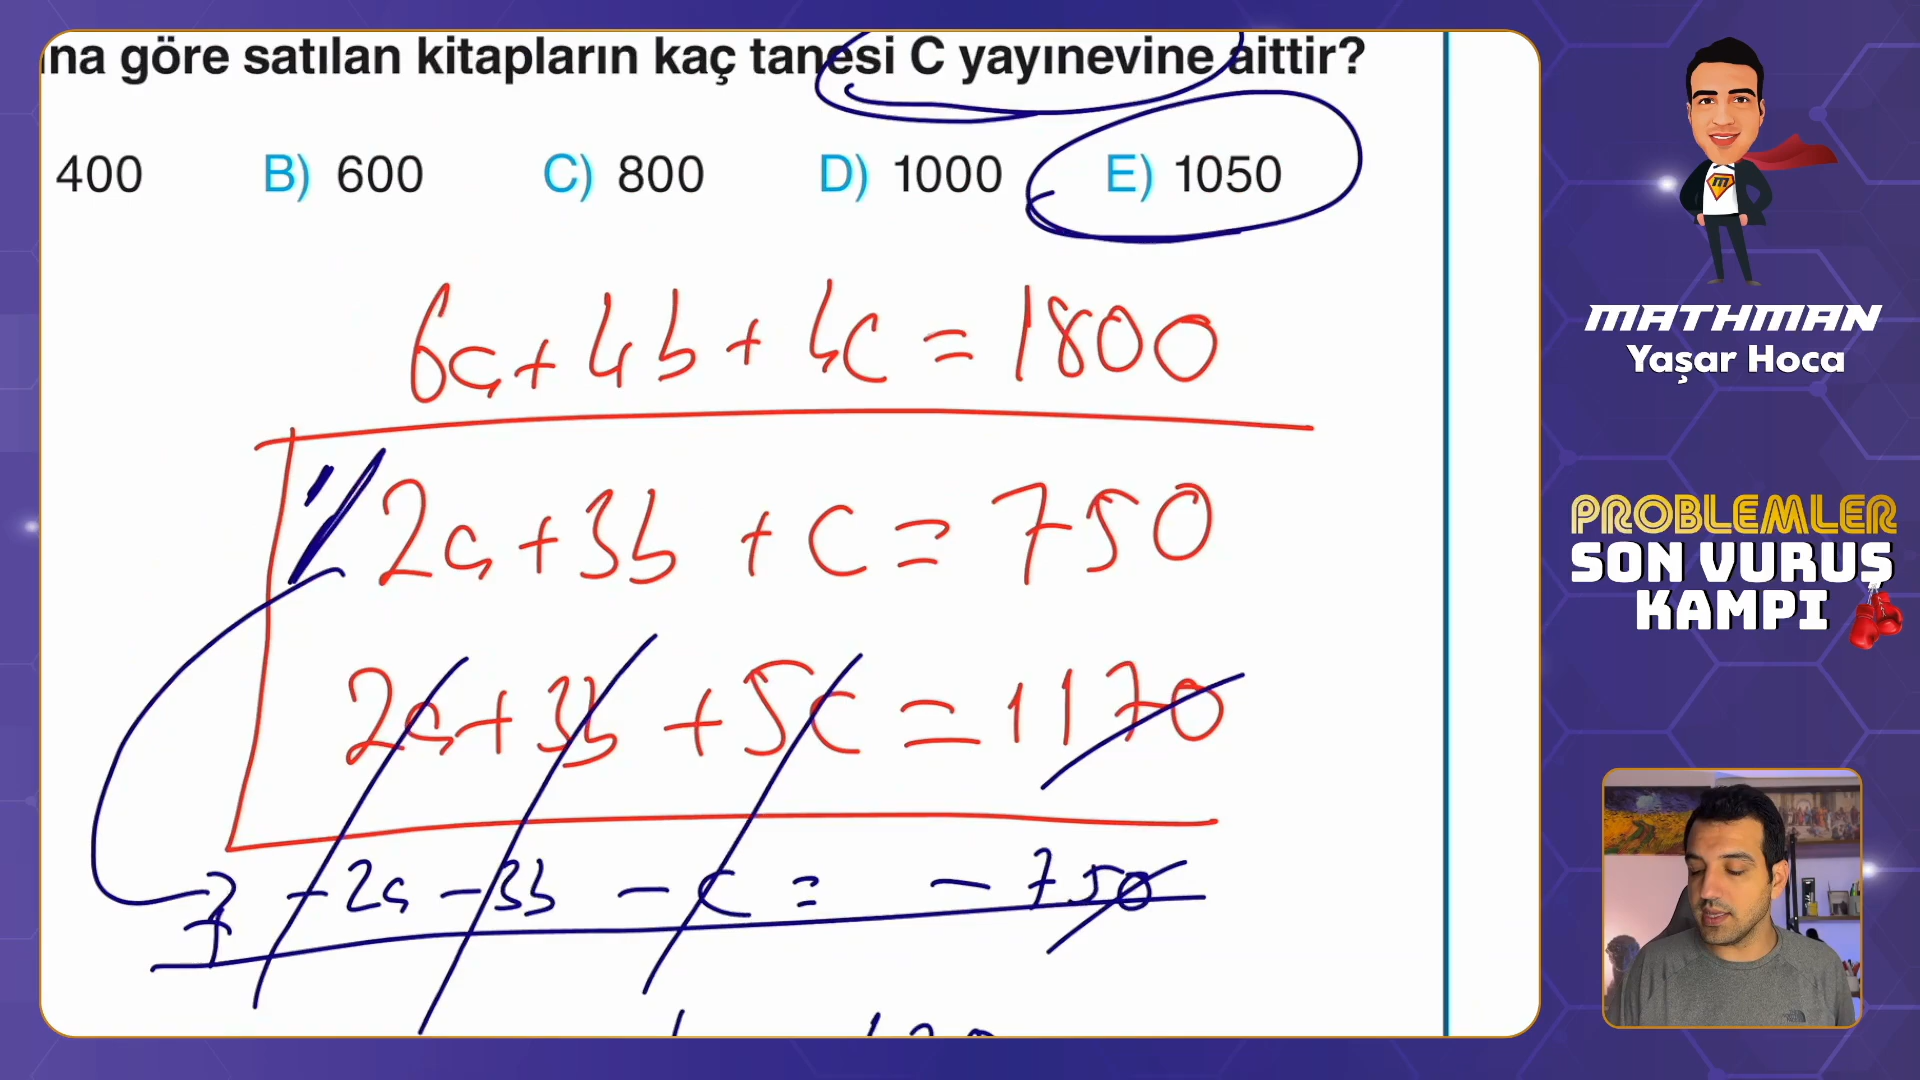 ına göre satılan kitapların kaç tanesi C yayınevine aittir?
400 B) 600 C) 800 D) 1000 E) 1050
6a+4b+4c=1800
2a+3b+c=750
2a+3b+5c=1170
-2a-3b-c=-750
MATHMAN
Yaşar Hoca
PROBLEMLER
SON VURUŞ
KAMPI